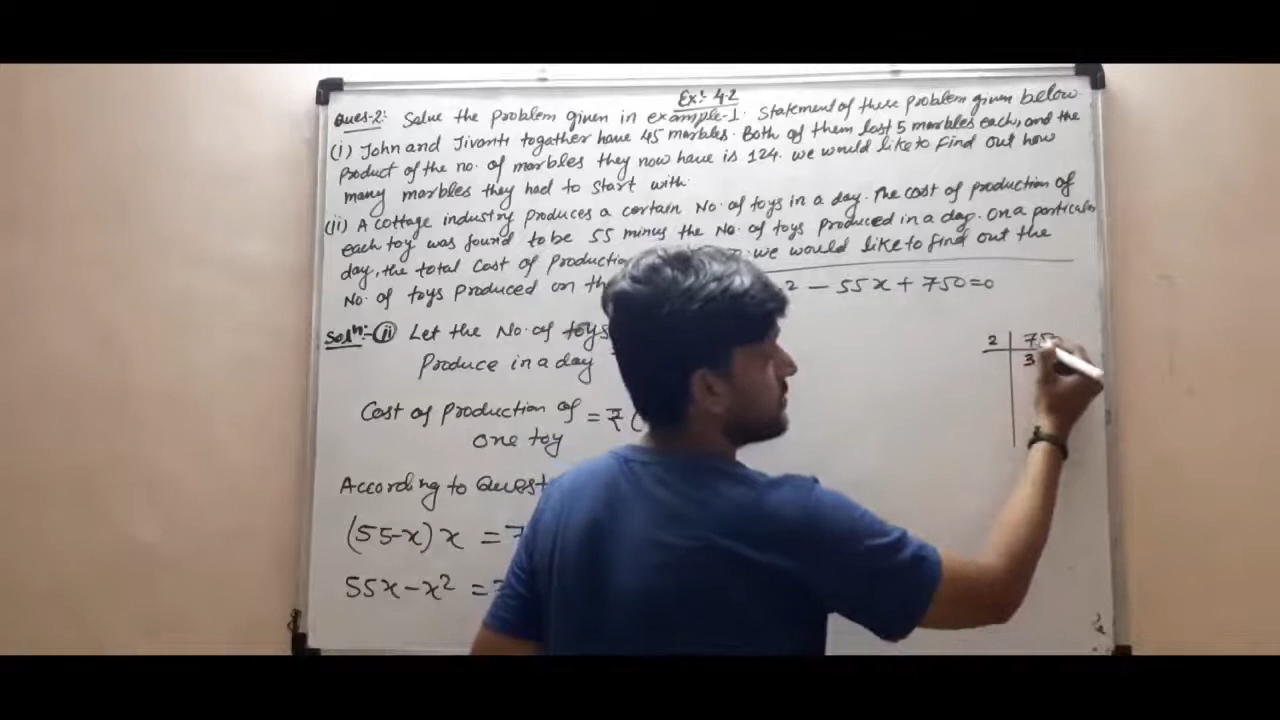 Ex:- 4.2
Ques-2:- Solve the problem given in example-1. Statement of these problem given below
(i) John and Jivanti togather have 45 marbles. Both of them lost 5 marbles each, and the
Product of the no. of marbles they now have is 124. we would like to find out how
many marbles they had to start with.
(ii) A cottage industry produces a certain No. of toys in a day. The cost of production of
each toy was found to be 55 minus the No. of toys produced in a day. On a particular
day, the total cost of production we would like to find out the
No. of toys produced on th
2 - 55x + 750=0
Solⁿ:- (ii) Let the No. of toys
Produce in a day
Cost of production of = ₹(
one toy
According to Quest
(55-x) x = 7
55x - x² =
2 | 75
3